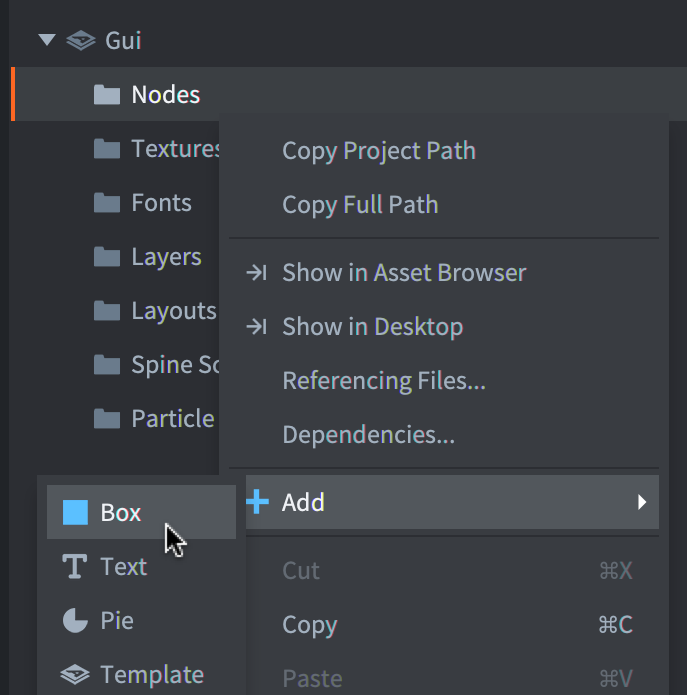 Gui
Nodes
Textures
Fonts
Layers
Layouts
Spine Sc
Particle
Copy Project Path
Copy Full Path
Show in Asset Browser
Show in Desktop
Referencing Files...
Dependencies...
Add
Cut ⌘X
Copy ⌘C
Paste ⌘V
Box
Text
Pie
Template